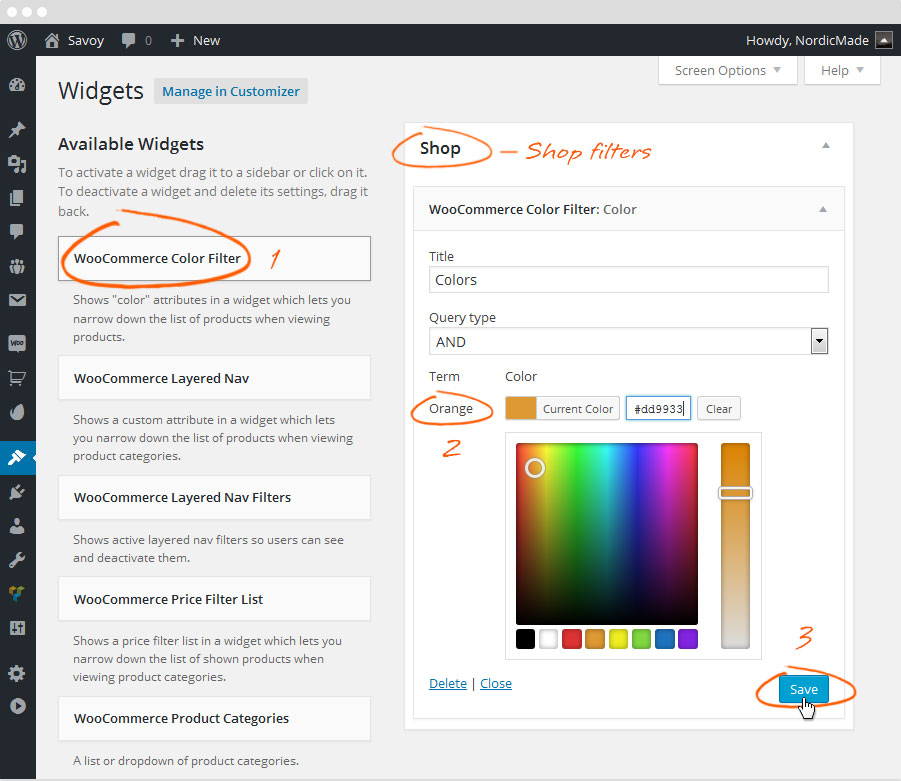 Savoy 0 New Howdy, NordicMade
Screen Options Help
Widgets Manage in Customizer
Available Widgets
To activate a widget drag it to a sidebar or click on it.
To deactivate a widget and delete its settings, drag it
back.
WooCommerce Color Filter 1
Shows "color" attributes in a widget which lets you
narrow down the list of products when viewing
products.
WooCommerce Layered Nav
Shows a custom attribute in a widget which lets
you narrow down the list of products when viewing
product categories.
WooCommerce Layered Nav Filters
Shows active layered nav filters so users can see
and deactivate them.
WooCommerce Price Filter List
Shows a price filter list in a widget which lets you
narrow down the list of shown products when
viewing product categories.
WooCommerce Product Categories
A list or dropdown of product categories.
Woo
Shop — Shop filters
WooCommerce Color Filter: Color
Title
Colors
Query type
AND
Term Color
Orange Current Color #dd9933 Clear
2
3
Delete | Close Save